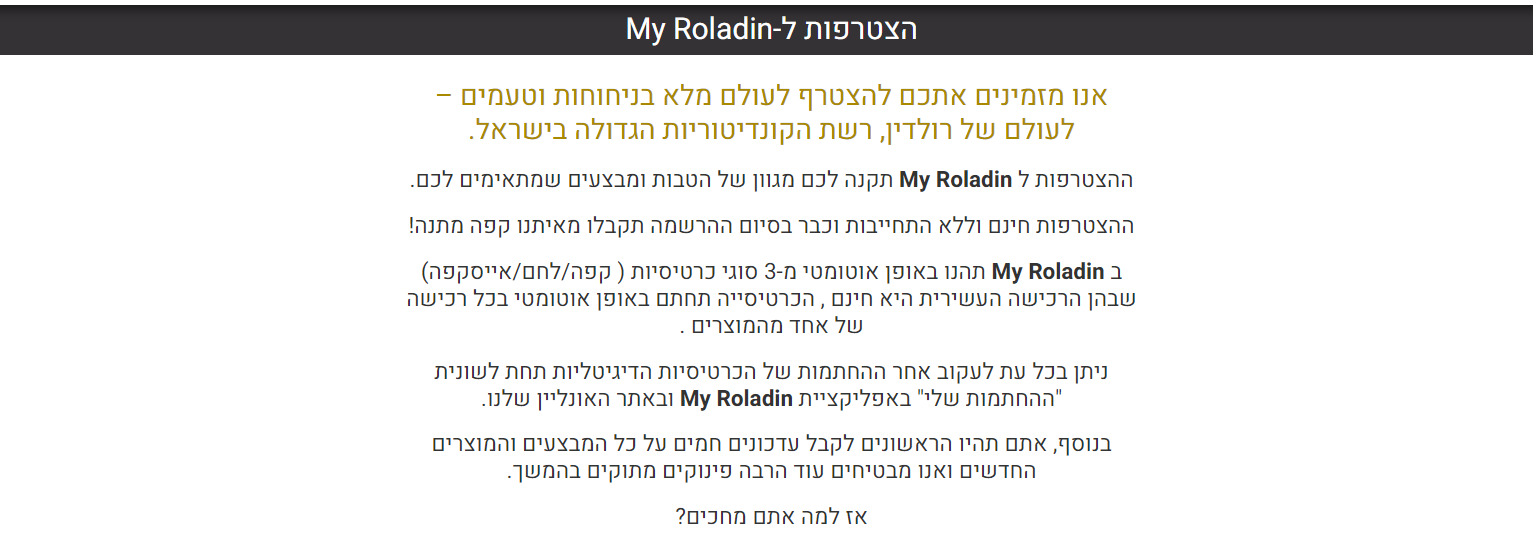 הצטרפות ל-My Roladin
אנו מזמינים אתכם להצטרף לעולם מלא בניחוחות וטעמים –
לעולם של רולדין, רשת הקונדיטוריות הגדולה בישראל.
ההצטרפות ל My Roladin תקנה לכם מגוון של הטבות ומבצעים שמתאימים לכם.
ההצטרפות חינם וללא התחייבות וכבר בסיום ההרשמה תקבלו מאיתנו קפה מתנה!
ב My Roladin תהנו באופן אוטומטי מ-3 סוגי כרטיסיות ( קפה/לחם/אייסקפה)
שבהן הרכישה העשירית היא חינם , הכרטיסייה תחתם באופן אוטומטי בכל רכישה
של אחד מהמוצרים .
ניתן בכל עת לעקוב אחר ההחתמות של הכרטיסיות הדיגיטליות תחת לשונית
"ההחתמות שלי" באפליקציית My Roladin ובאתר האונליין שלנו.
בנוסף, אתם תהיו הראשונים לקבל עדכונים חמים על כל המבצעים והמוצרים
החדשים ואנו מבטיחים עוד הרבה פינוקים מתוקים בהמשך.
אז למה אתם מחכים?